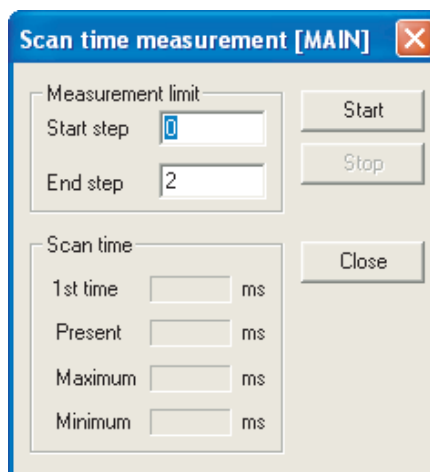 Scan time measurement [MAIN]
Measurement limit
Start step 0
End step 2
Start
Stop
Scan time
1st time ms
Present ms
Maximum ms
Minimum ms
Close